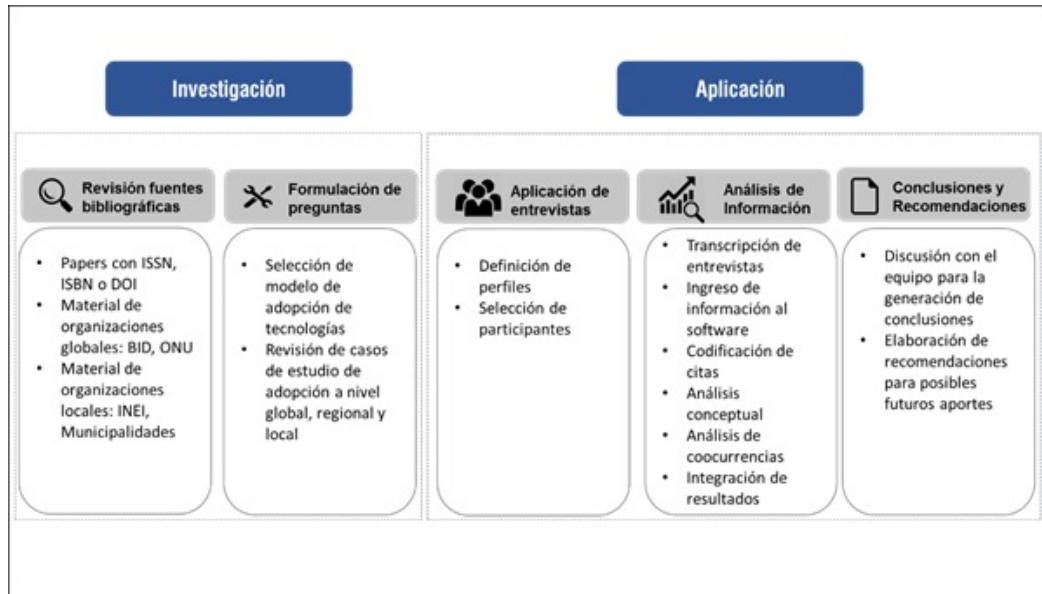 Investigación
Aplicación
Revisión fuentes
bibliográficas
Formulación de
preguntas
Aplicación de
entrevistas
Análisis de
Información
Conclusiones y
Recomendaciones
• Papers con ISSN,
ISBN o DOI
• Material de
organizaciones
globales: BID, ONU
• Material de
organizaciones
locales: INEI,
Municipalidades
• Selección de
modelo de
adopción de
tecnologías
• Revisión de casos
de estudio de
adopción a nivel
global, regional y
local
• Definición de
perfiles
• Selección de
participantes
• Transcripción de
entrevistas
• Ingreso de
información al
software
• Codificación de
citas
• Análisis
conceptual
• Análisis de
coocurrencias
• Integración de
resultados
• Discusión con el
equipo para la
generación de
conclusiones
• Elaboración de
recomendaciones
para posibles
futuros aportes